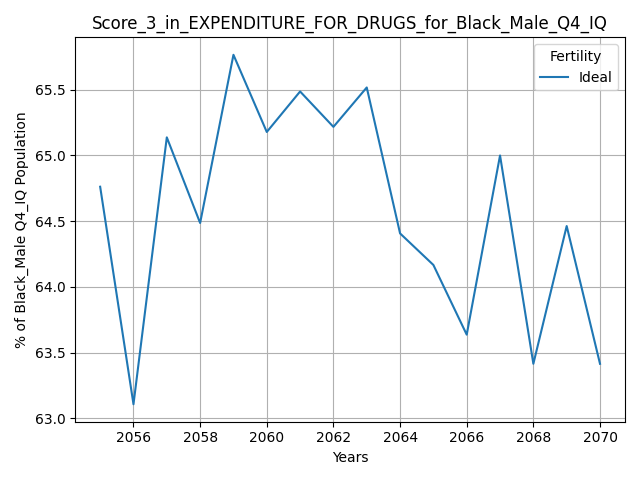 Score_3_in_EXPENDITURE_FOR_DRUGS_for_Black_Male_Q4_IQ
Fertility
Ideal
% of Black_Male Q4_IQ Population
65.5
65.0
64.5
64.0
63.5
63.0
2056 2058 2060 2062 2064 2066 2068 2070
Years